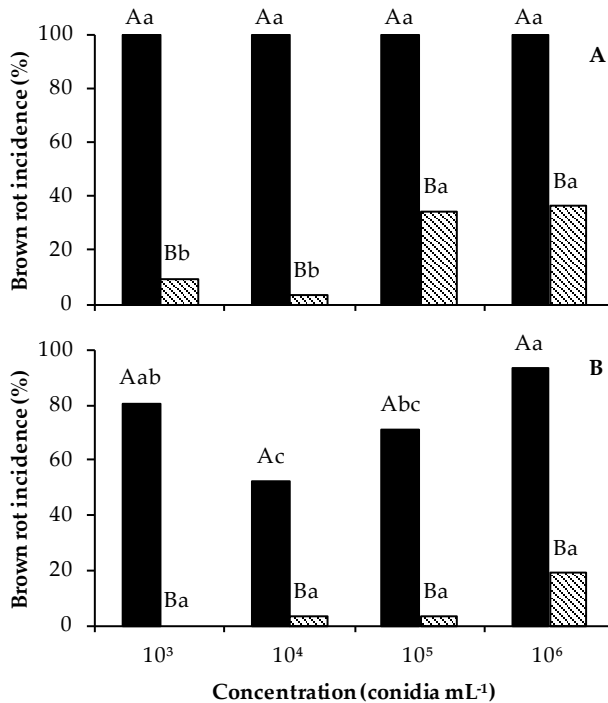 Aa Aa Aa Aa
100
A
80
Brown rot incidence (%)
60
40
Ba Ba
20
Bb Bb
0
100
Aa
B
Aab
80
Abc
Brown rot incidence (%)
60
Ac
40
20
Ba Ba Ba Ba
0
10³ 10⁴ 10⁵ 10⁶
Concentration (conidia mL⁻¹)